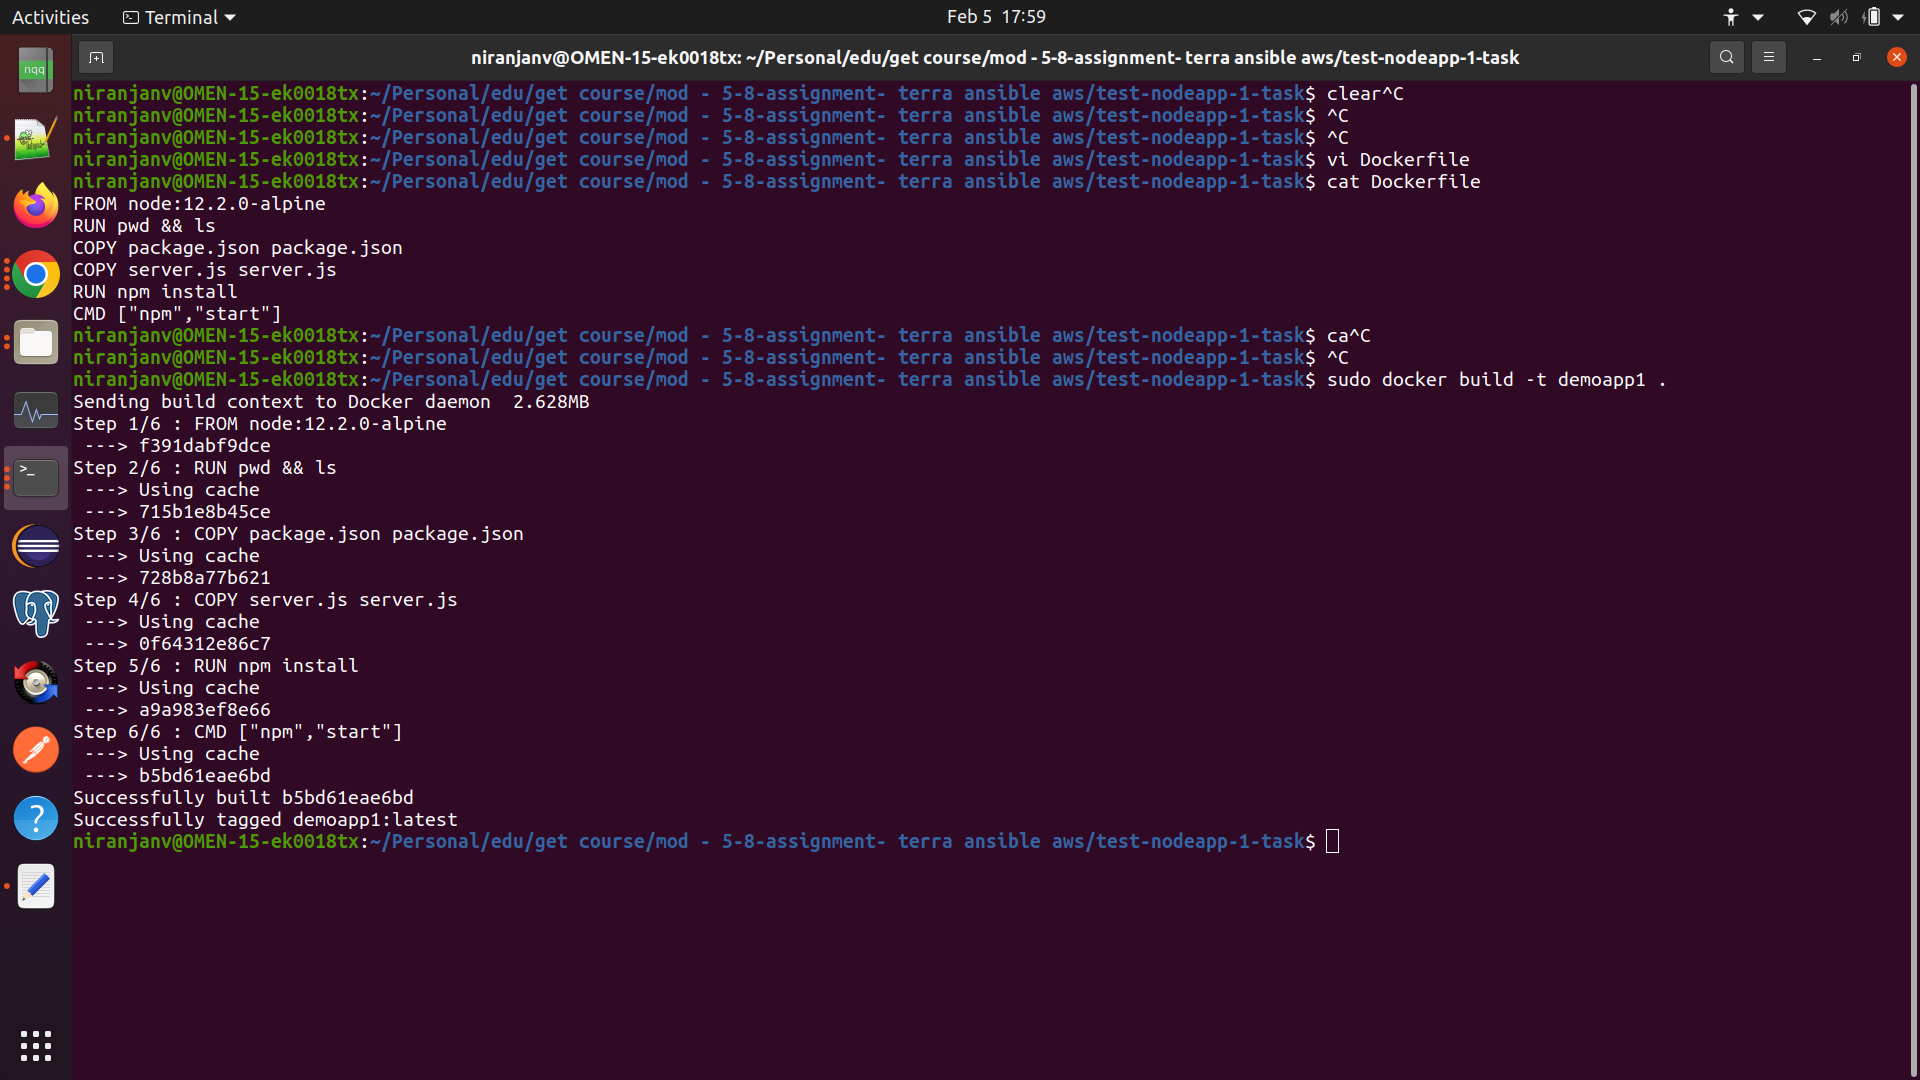 Activities
Terminal
Feb 5 17:59
niranjanv@OMEN-15-ek0018tx: ~/Personal/edu/get course/mod - 5-8-assignment- terra ansible aws/test-nodeapp-1-task
nqq
niranjanv@OMEN-15-ek0018tx:~/Personal/edu/get course/mod - 5-8-assignment- terra ansible aws/test-nodeapp-1-task$ clear^C
niranjanv@OMEN-15-ek0018tx:~/Personal/edu/get course/mod - 5-8-assignment- terra ansible aws/test-nodeapp-1-task$ ^C
niranjanv@OMEN-15-ek0018tx:~/Personal/edu/get course/mod - 5-8-assignment- terra ansible aws/test-nodeapp-1-task$ ^C
niranjanv@OMEN-15-ek0018tx:~/Personal/edu/get course/mod - 5-8-assignment- terra ansible aws/test-nodeapp-1-task$ vi Dockerfile
niranjanv@OMEN-15-ek0018tx:~/Personal/edu/get course/mod - 5-8-assignment- terra ansible aws/test-nodeapp-1-task$ cat Dockerfile
FROM node:12.2.0-alpine
RUN pwd && ls
COPY package.json package.json
COPY server.js server.js
RUN npm install
CMD ["npm","start"]
niranjanv@OMEN-15-ek0018tx:~/Personal/edu/get course/mod - 5-8-assignment- terra ansible aws/test-nodeapp-1-task$ ca^C
niranjanv@OMEN-15-ek0018tx:~/Personal/edu/get course/mod - 5-8-assignment- terra ansible aws/test-nodeapp-1-task$ ^C
niranjanv@OMEN-15-ek0018tx:~/Personal/edu/get course/mod - 5-8-assignment- terra ansible aws/test-nodeapp-1-task$ sudo docker build -t demoapp1 .
Sending build context to Docker daemon  2.628MB
Step 1/6 : FROM node:12.2.0-alpine
 ---> f391dabf9dce
Step 2/6 : RUN pwd && ls
 ---> Using cache
 ---> 715b1e8b45ce
Step 3/6 : COPY package.json package.json
 ---> Using cache
 ---> 728b8a77b621
Step 4/6 : COPY server.js server.js
 ---> Using cache
 ---> 0f64312e86c7
Step 5/6 : RUN npm install
 ---> Using cache
 ---> a9a983ef8e66
Step 6/6 : CMD ["npm","start"]
 ---> Using cache
 ---> b5bd61eae6bd
Successfully built b5bd61eae6bd
Successfully tagged demoapp1:latest
niranjanv@OMEN-15-ek0018tx:~/Personal/edu/get course/mod - 5-8-assignment- terra ansible aws/test-nodeapp-1-task$